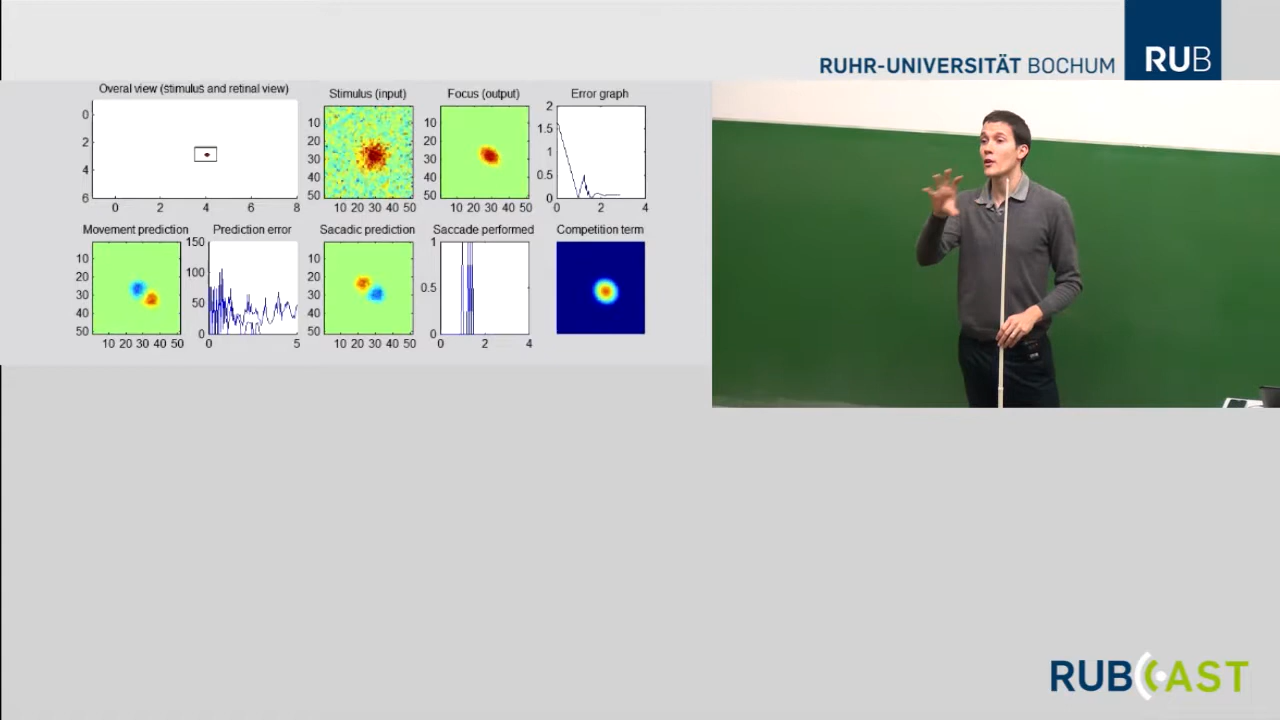 RUHR-UNIVERSITÄT BOCHUM
RUB
Overal view (stimulus and retinal view)
0
2
4
6
0 2 4 6 8
Stimulus (input)
10
20
30
40
50
10 20 30 40 50
Focus (output)
10
20
30
40
50
10 20 30 40 50
Error graph
2
1.5
1
0.5
0
0 2 4
Movement prediction
10
20
30
40
50
10 20 30 40 50
Prediction error
150
100
50
0
0 5
Sacadic prediction
10
20
30
40
50
10 20 30 40 50
Saccade performed
1
0.5
0
0 2 4
Competition term
RUBCAST